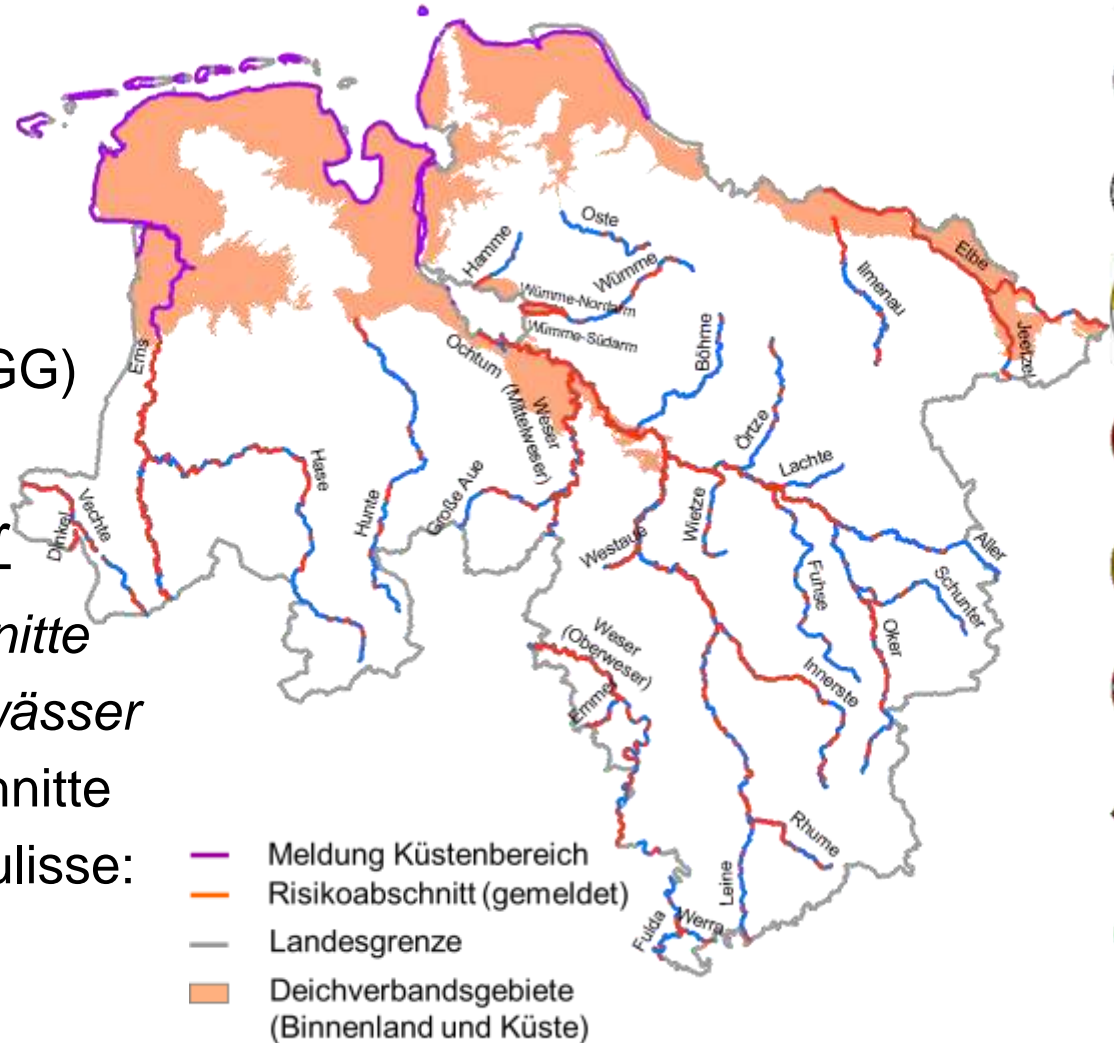 GG)
r
nitte
wässer
hnitte
ulisse:
Oste
Hamme
Wümme
Wümme-Nordarm
Wümme-Südarm
Ochtum
Weser
(Mittelweser)
Böhme
Ilmenau
Elbe
Jeetzel
Ems
Hase
Hunte
Große Aue
Vechte
Dinkel
Örtze
Lachte
Wietze
Westaue
Aller
Schunter
Fuhse
Oker
Innerste
Weser
(Oberweser)
Emmer
Rhume
Leine
Werra
Fulda
Meldung Küstenbereich
Risikoabschnitt (gemeldet)
Landesgrenze
Deichverbandsgebiete
(Binnenland und Küste)